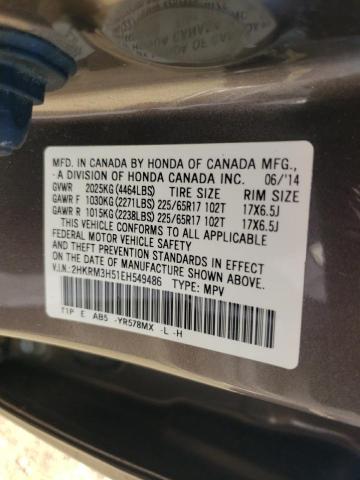 MFD. IN CANADA BY HONDA OF CANADA MFG.,
- A DIVISION OF HONDA CANADA INC. 06/'14
GVWR 2025KG (4464LBS) TIRE SIZE RIM SIZE
GAWR F 1030KG (2271LBS) 225/65R17 102T 17X6.5J
GAWR R 1015KG (2238LBS) 225/65R17 102T 17X6.5J
THIS VEHICLE CONFORMS TO ALL APPLICABLE
FEDERAL MOTOR VEHICLE SAFETY
AND THEFT PREVENTION STANDARDS IN EFFECT ON
THE DATE OF MANUFACTURE SHOWN ABOVE.
V.I.N.:2HKRM3H51EH549486 TYPE: MPV
T1P E AB5 -YR578MX -L -H